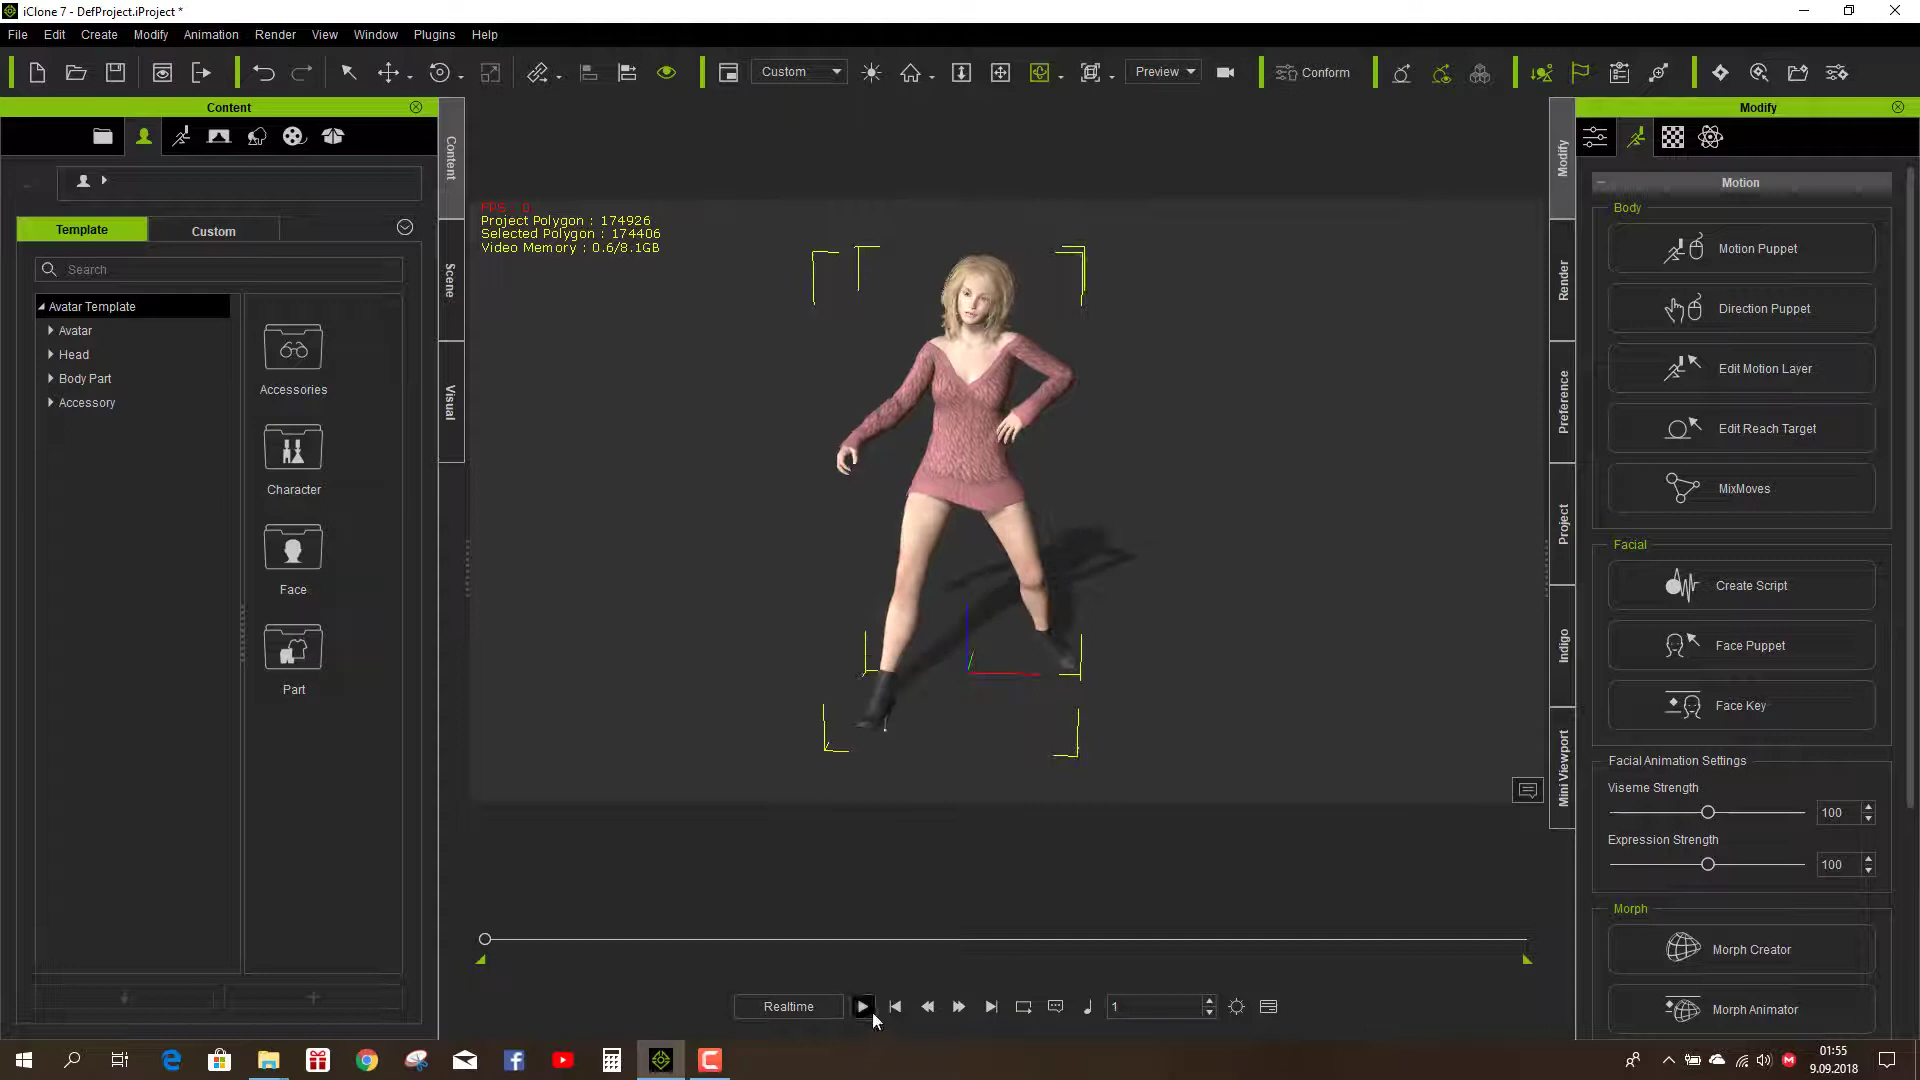 iClone 7 - DefProject.iProject *
File Edit Create Modify Animation Render View Window Plugins Help
Custom
Preview
Conform
Content
Modify
Template
Custom
Search
Avatar Template
Avatar
Head
Body Part
Accessory
Accessories
Character
Face
Part
Content
Scene
Visual
FPS : 0
Project Polygon : 174926
Selected Polygon : 174406
Video Memory : 0.6/8.1GB
Modify
Render
Preference
Project
Indigo
Mini Viewport
Motion
Body
Motion Puppet
Direction Puppet
Edit Motion Layer
Edit Reach Target
MixMoves
Facial
Create Script
Face Puppet
Face Key
Facial Animation Settings
Viseme Strength
100
Expression Strength
100
Morph
Morph Creator
Morph Animator
Realtime
1
01:55
9.09.2018